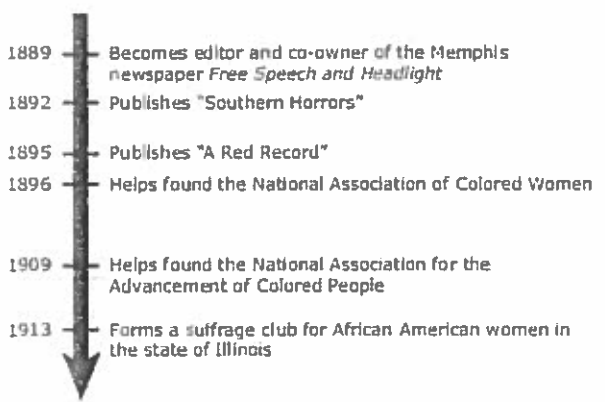 1889 Becomes editor and co-owner of the Memphis
newspaper Free Speech and Headlight
1892 Publishes "Southern Horrors"
1895 Publishes "A Red Record"
1896 Helps found the National Association of Colored Women
1909 Helps found the National Association for the
Advancement of Colored People
1913 Forms a suffrage club for African American women in
the state of Illinois